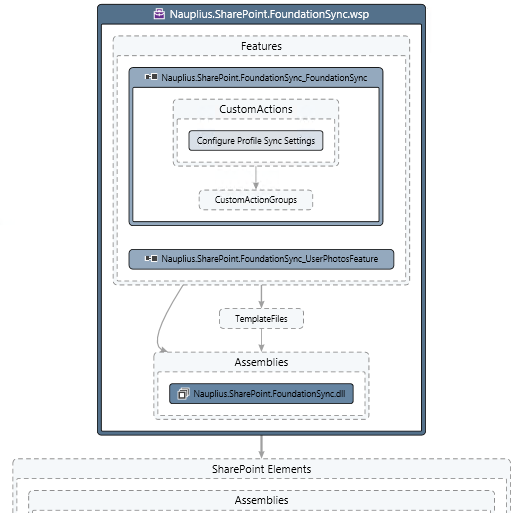 Nauplius.SharePoint.FoundationSync.wsp
Features
Nauplius.SharePoint.FoundationSync_FoundationSync
CustomActions
Configure Profile Sync Settings
CustomActionGroups
Nauplius.SharePoint.FoundationSync_UserPhotosFeature
TemplateFiles
Assemblies
Nauplius.SharePoint.FoundationSync.dll
SharePoint Elements
Assemblies